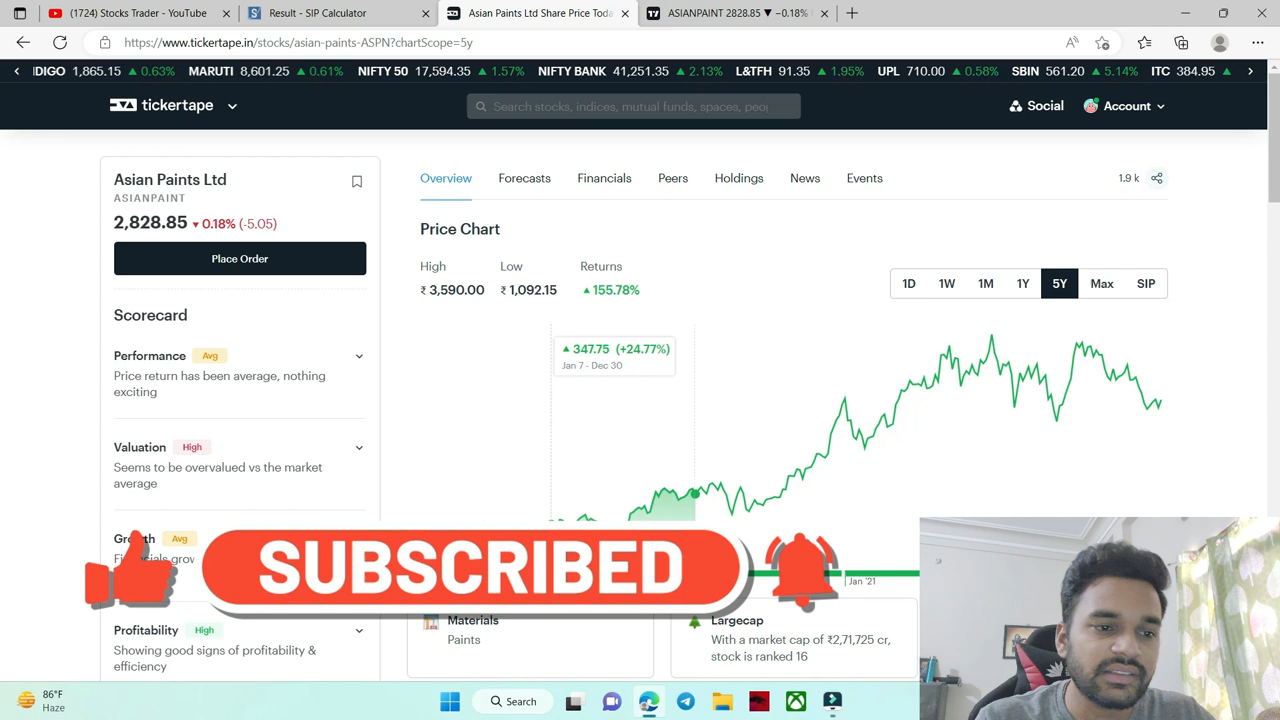 (1724) Stocks Trader - YouTube
Result - SIP Calculator
Asian Paints Ltd Share Price Toda
ASIANPAINT 2828.85 ▼ −0.18%
https://www.tickertape.in/stocks/asian-paints-ASPN?chartScope=5y
NDIGO 1,865.15 ▲ 0.63% MARUTI 8,601.25 ▲ 0.61% NIFTY 50 17,594.35 ▲ 1.57% NIFTY BANK 41,251.35 ▲ 2.13% L&TFH 91.35 ▲ 1.95% UPL 710.00 ▲ 0.58% SBIN 561.20 ▲ 5.14% ITC 384.95 ▲
tickertape
Search stocks, indices, mutual funds, spaces, peop
Social
Account
Asian Paints Ltd
ASIANPAINT
2,828.85 ▼ 0.18% (-5.05)
Place Order
Scorecard
Performance Avg
Price return has been average, nothing
exciting
Valuation High
Seems to be overvalued vs the market
average
Growth Avg
Profitability High
Showing good signs of profitability &
efficiency
Overview Forecasts Financials Peers Holdings News Events
1.9 k
Price Chart
High Low Returns
₹ 3,590.00 ₹ 1,092.15 ▲ 155.78%
1D 1W 1M 1Y 5Y Max SIP
▲ 347.75 (+24.77%)
Jan 7 - Dec 30
Jan '21
SUBSCRIBED
Materials
Paints
Largecap
With a market cap of ₹2,71,725 cr,
stock is ranked 16
86°F
Haze
Search